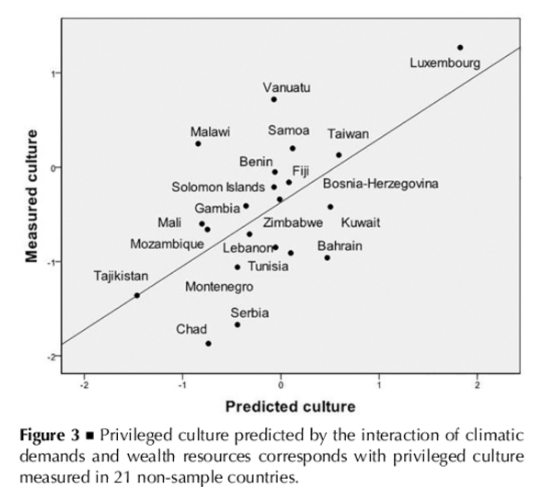 Luxembourg
1
Vanuatu
Malawi
Samoa
Taiwan
Benin
Fiji
0
Solomon Islands
Bosnia-Herzegovina
Gambia
Mali
Zimbabwe
Kuwait
Mozambique
Lebanon
Bahrain
-1
Tajikistan
Tunisia
Montenegro
Serbia
Chad
-2
Measured culture
-2 -1 0 1 2
Predicted culture
Figure 3 ■ Privileged culture predicted by the interaction of climatic
demands and wealth resources corresponds with privileged culture
measured in 21 non-sample countries.